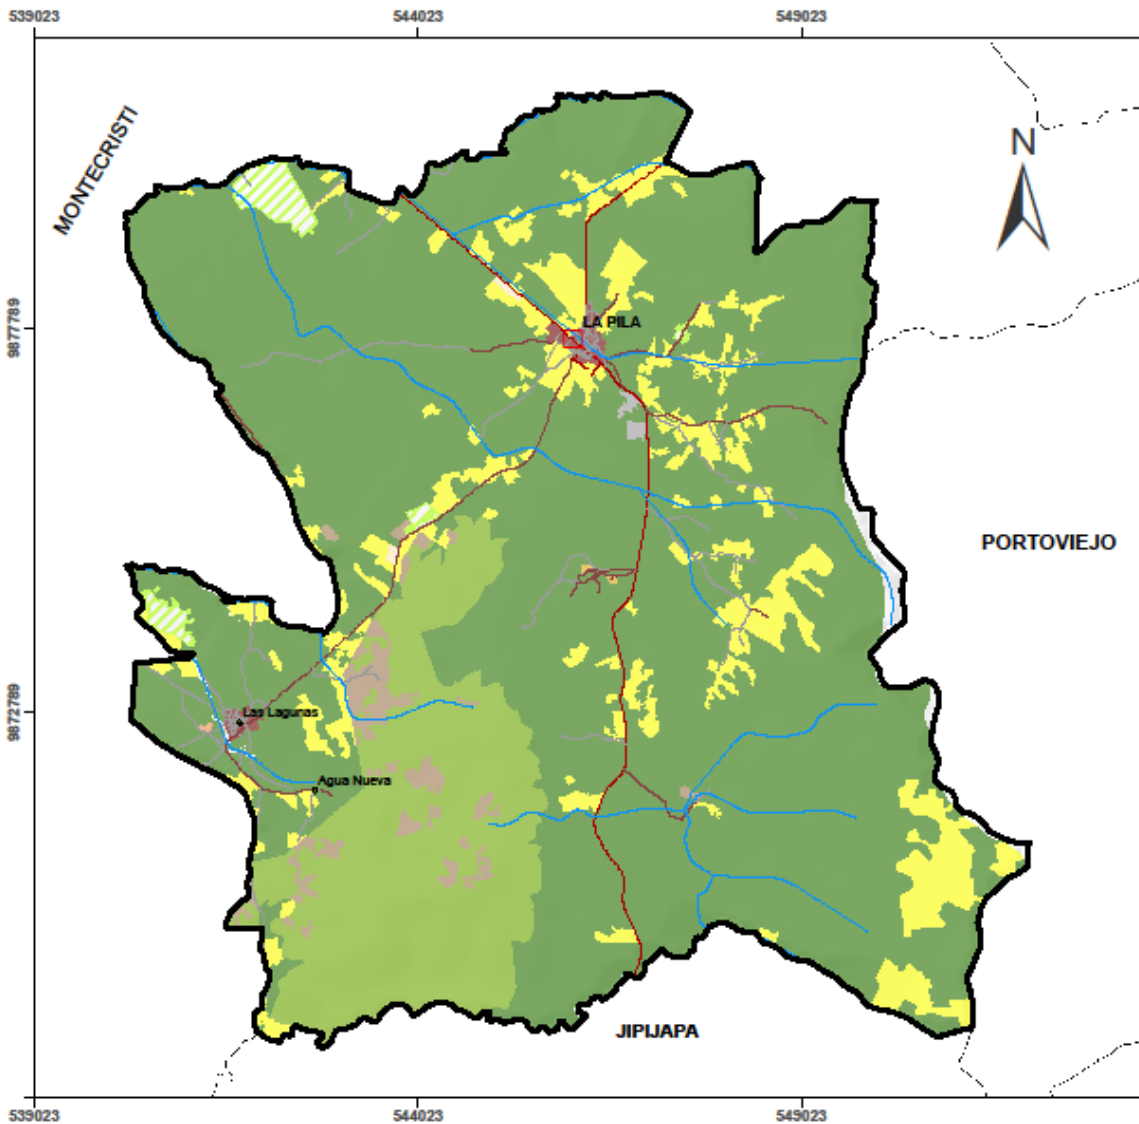 539023 544023 549023
MONTECRISTI
N
9877789
LA PILA
PORTOVIEJO
9872789
Las Lagunas
Agua Nueva
JIPIJAPA
539023 544023 549023